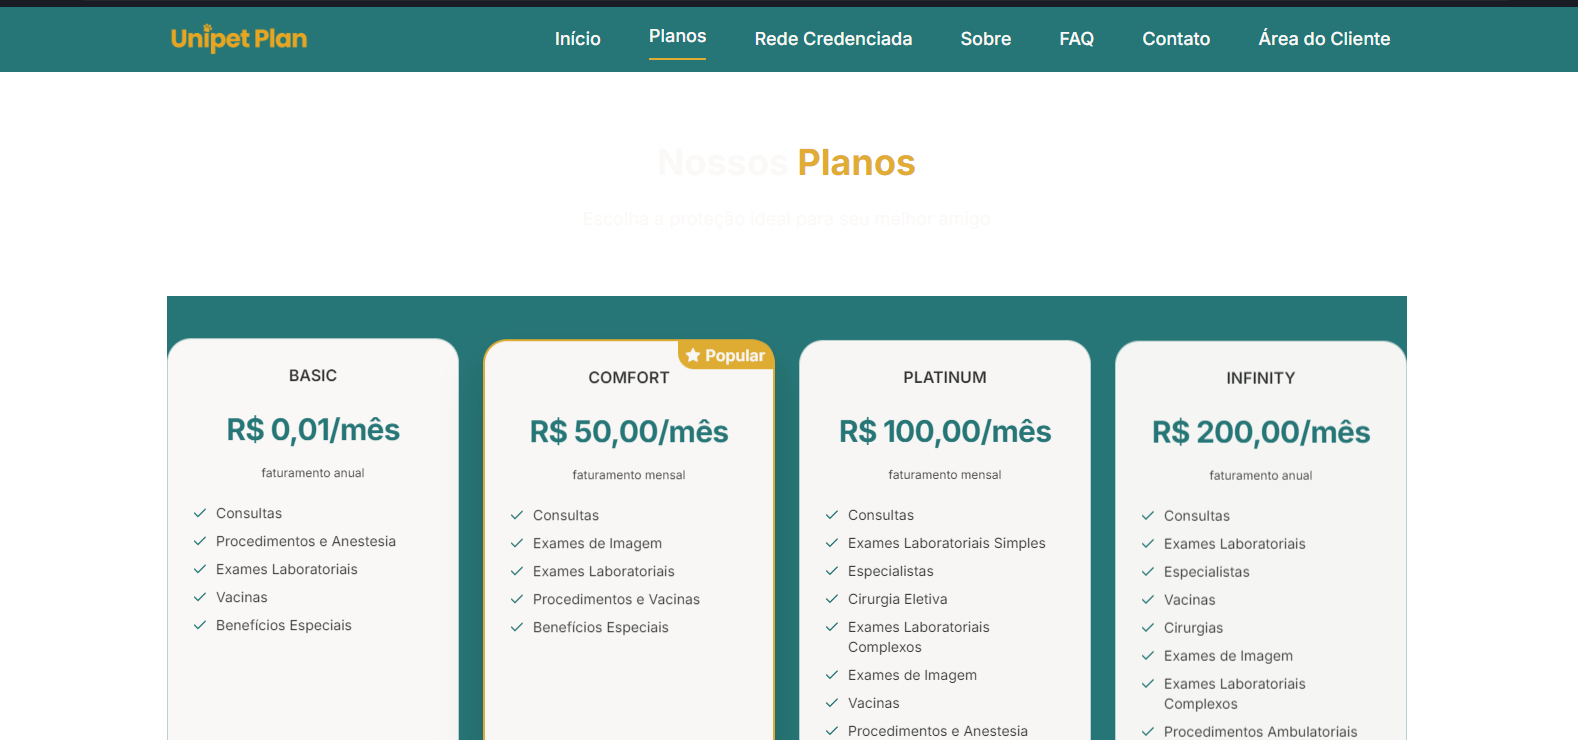 Unipet Plan
Início
Planos
Rede Credenciada
Sobre
FAQ
Contato
Área do Cliente
Nossos Planos
Escolha a proteção ideal para seu melhor amigo
BASIC
R$ 0,01/mês
faturamento anual
Consultas
Procedimentos e Anestesia
Exames Laboratoriais
Vacinas
Benefícios Especiais
Popular
COMFORT
R$ 50,00/mês
faturamento mensal
Consultas
Exames de Imagem
Exames Laboratoriais
Procedimentos e Vacinas
Benefícios Especiais
PLATINUM
R$ 100,00/mês
faturamento mensal
Consultas
Exames Laboratoriais Simples
Especialistas
Cirurgia Eletiva
Exames Laboratoriais
Complexos
Exames de Imagem
Vacinas
Procedimentos e Anestesia
INFINITY
R$ 200,00/mês
faturamento anual
Consultas
Exames Laboratoriais
Especialistas
Vacinas
Cirurgias
Exames de Imagem
Exames Laboratoriais
Complexos
Procedimentos Ambulatoriais